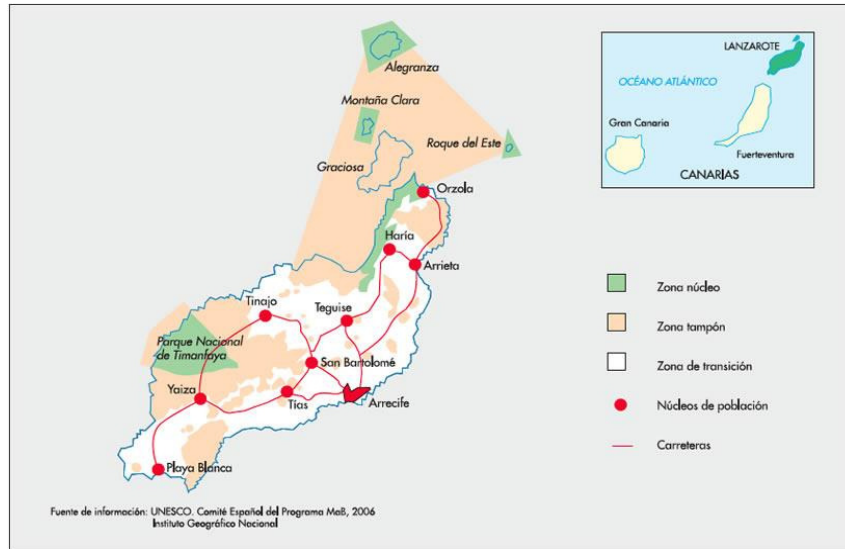 Alegranza
Montaña Clara
Roque del Este
Graciosa
Orzola
Haría
Arrieta
Tinajo
Teguise
Parque Nacional
de Timanfaya
San Bartolomé
Yaiza
Tías
Arrecife
Playa Blanca
Fuente de información: UNESCO. Comité Español del Programa MaB, 2006
Instituto Geográfico Nacional
LANZAROTE
OCÉANO ATLÁNTICO
Gran Canaria
Fuerteventura
CANARIAS
Zona núcleo
Zona tampón
Zona de transición
Núcleos de población
Carreteras